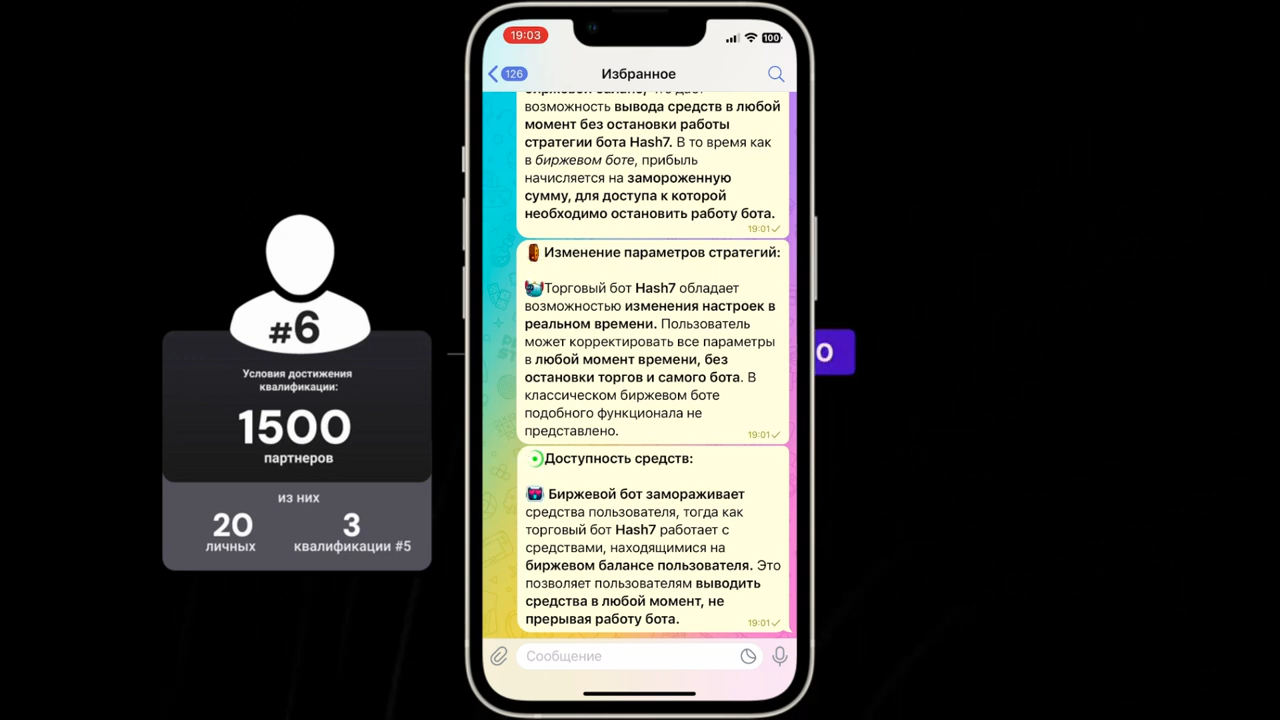 19:03
100
126
Избранное
возможность вывода средств в любой
момент без остановки работы
стратегии бота Hash7. В то время как
в биржевом боте, прибыль
начисляется на замороженную
сумму, для доступа к которой
необходимо остановить работу бота.
19:01
Изменение параметров стратегий:
Торговый бот Hash7 обладает
возможностью изменения настроек в
реальном времени. Пользователь
может корректировать все параметры
в любой момент времени, без
остановки торгов и самого бота. В
классическом биржевом боте
подобного функционала не
представлено.
19:01
Доступность средств:
Биржевой бот замораживает
средства пользователя, тогда как
торговый бот Hash7 работает с
средствами, находящимися на
биржевом балансе пользователя. Это
позволяет пользователям выводить
средства в любой момент, не
прерывая работу бота.
19:01
Сообщение
#6
Условия достижения
квалификации:
1500
партнеров
из них
20
личных
3
квалификации #5
0